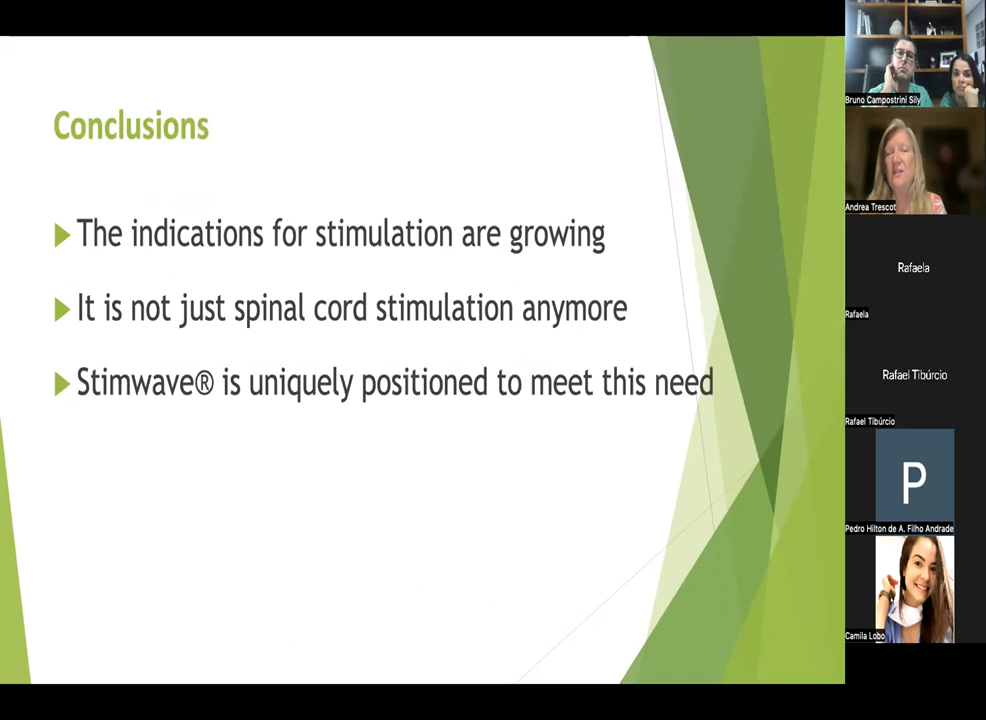 Conclusions
The indications for stimulation are growing
It is not just spinal cord stimulation anymore
Stimwave® is uniquely positioned to meet this need
Bruno Campostrini Sily
Andrea Trescot
Rafaela
Rafaela
Rafael Tibúrcio
Rafael Tibúrcio
P
Pedro Hilton de A. Filho Andrade
Camila Lobo